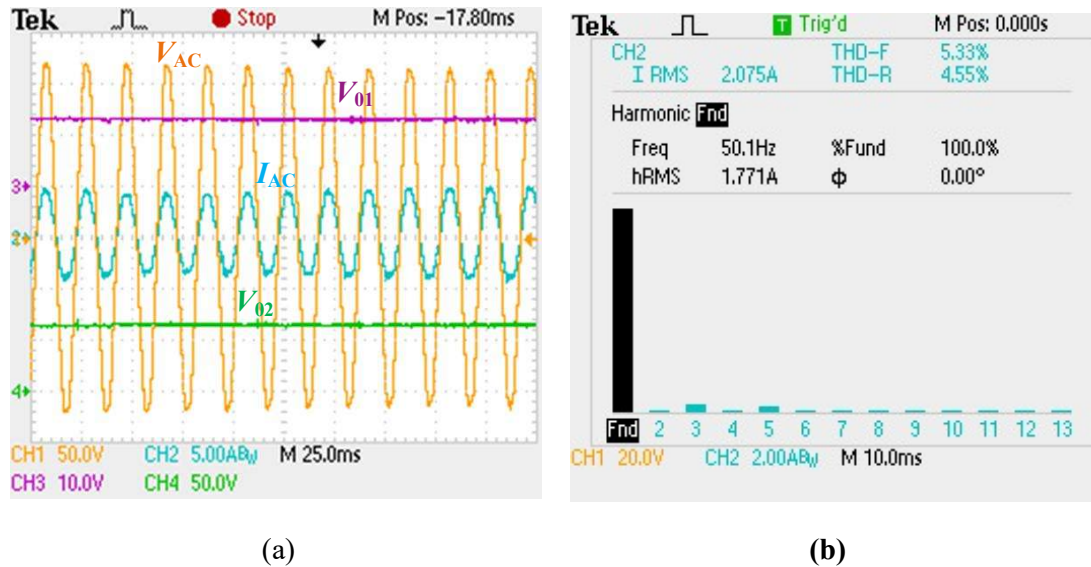 Tek Stop M Pos: -17.80ms
VAC
V01
IAC
3
2
V02
4
CH1 50.0V CH2 5.00ABW M 25.0ms
CH3 10.0V CH4 50.0V
(a)
Tek T Trig'd M Pos: 0.000s
CH2 THD-F 5.33%
I RMS 2.075A THD-R 4.55%
Harmonic Fnd
Freq 50.1Hz %Fund 100.0%
hRMS 1.771A ϕ 0.00°
Fnd 2 3 4 5 6 7 8 9 10 11 12 13
CH1 20.0V CH2 2.00ABW M 10.0ms
(b)